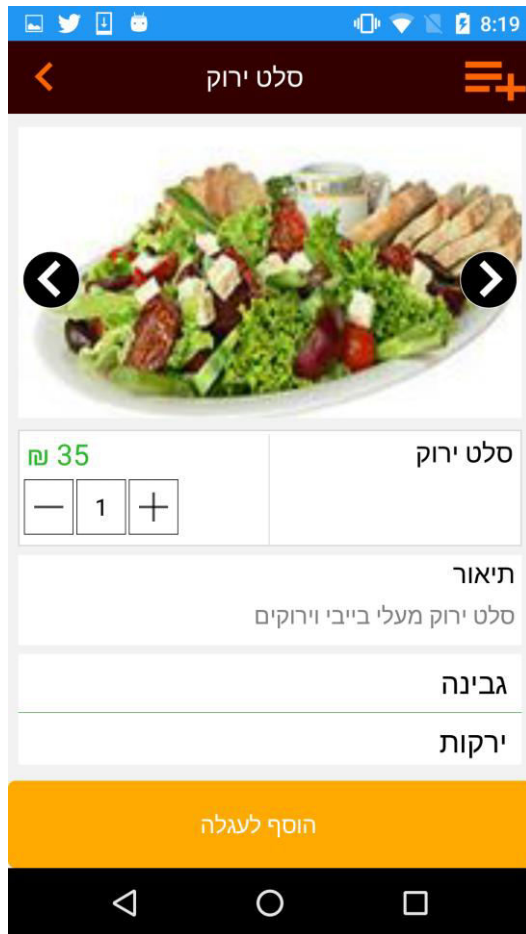 8:19
סלט ירוק
סלט ירוק
₪ 35
1
תיאור
סלט ירוק מעלי בייבי וירוקים
גבינה
ירקות
הוסף לעגלה